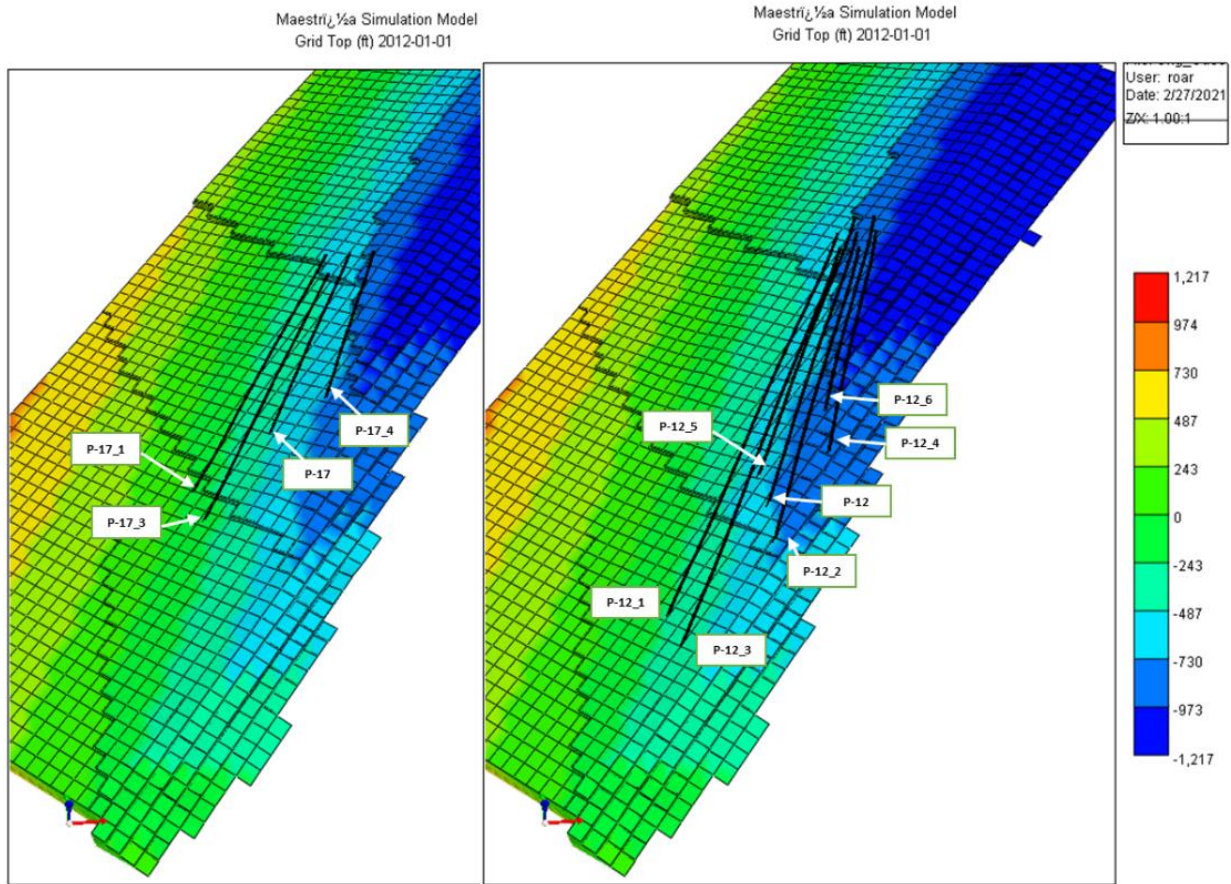 Maestrï¿½a Simulation Model
Grid Top (ft) 2012-01-01
Maestrï¿½a Simulation Model
Grid Top (ft) 2012-01-01
User: roar
Date: 2/27/2021
Z/X: 1.00:1
P-17_4
P-17_1
P-17
P-17_3
P-12_6
P-12_5
P-12_4
P-12
P-12_2
P-12_1
P-12_3
1,217
974
730
487
243
0
-243
-487
-730
-973
-1,217